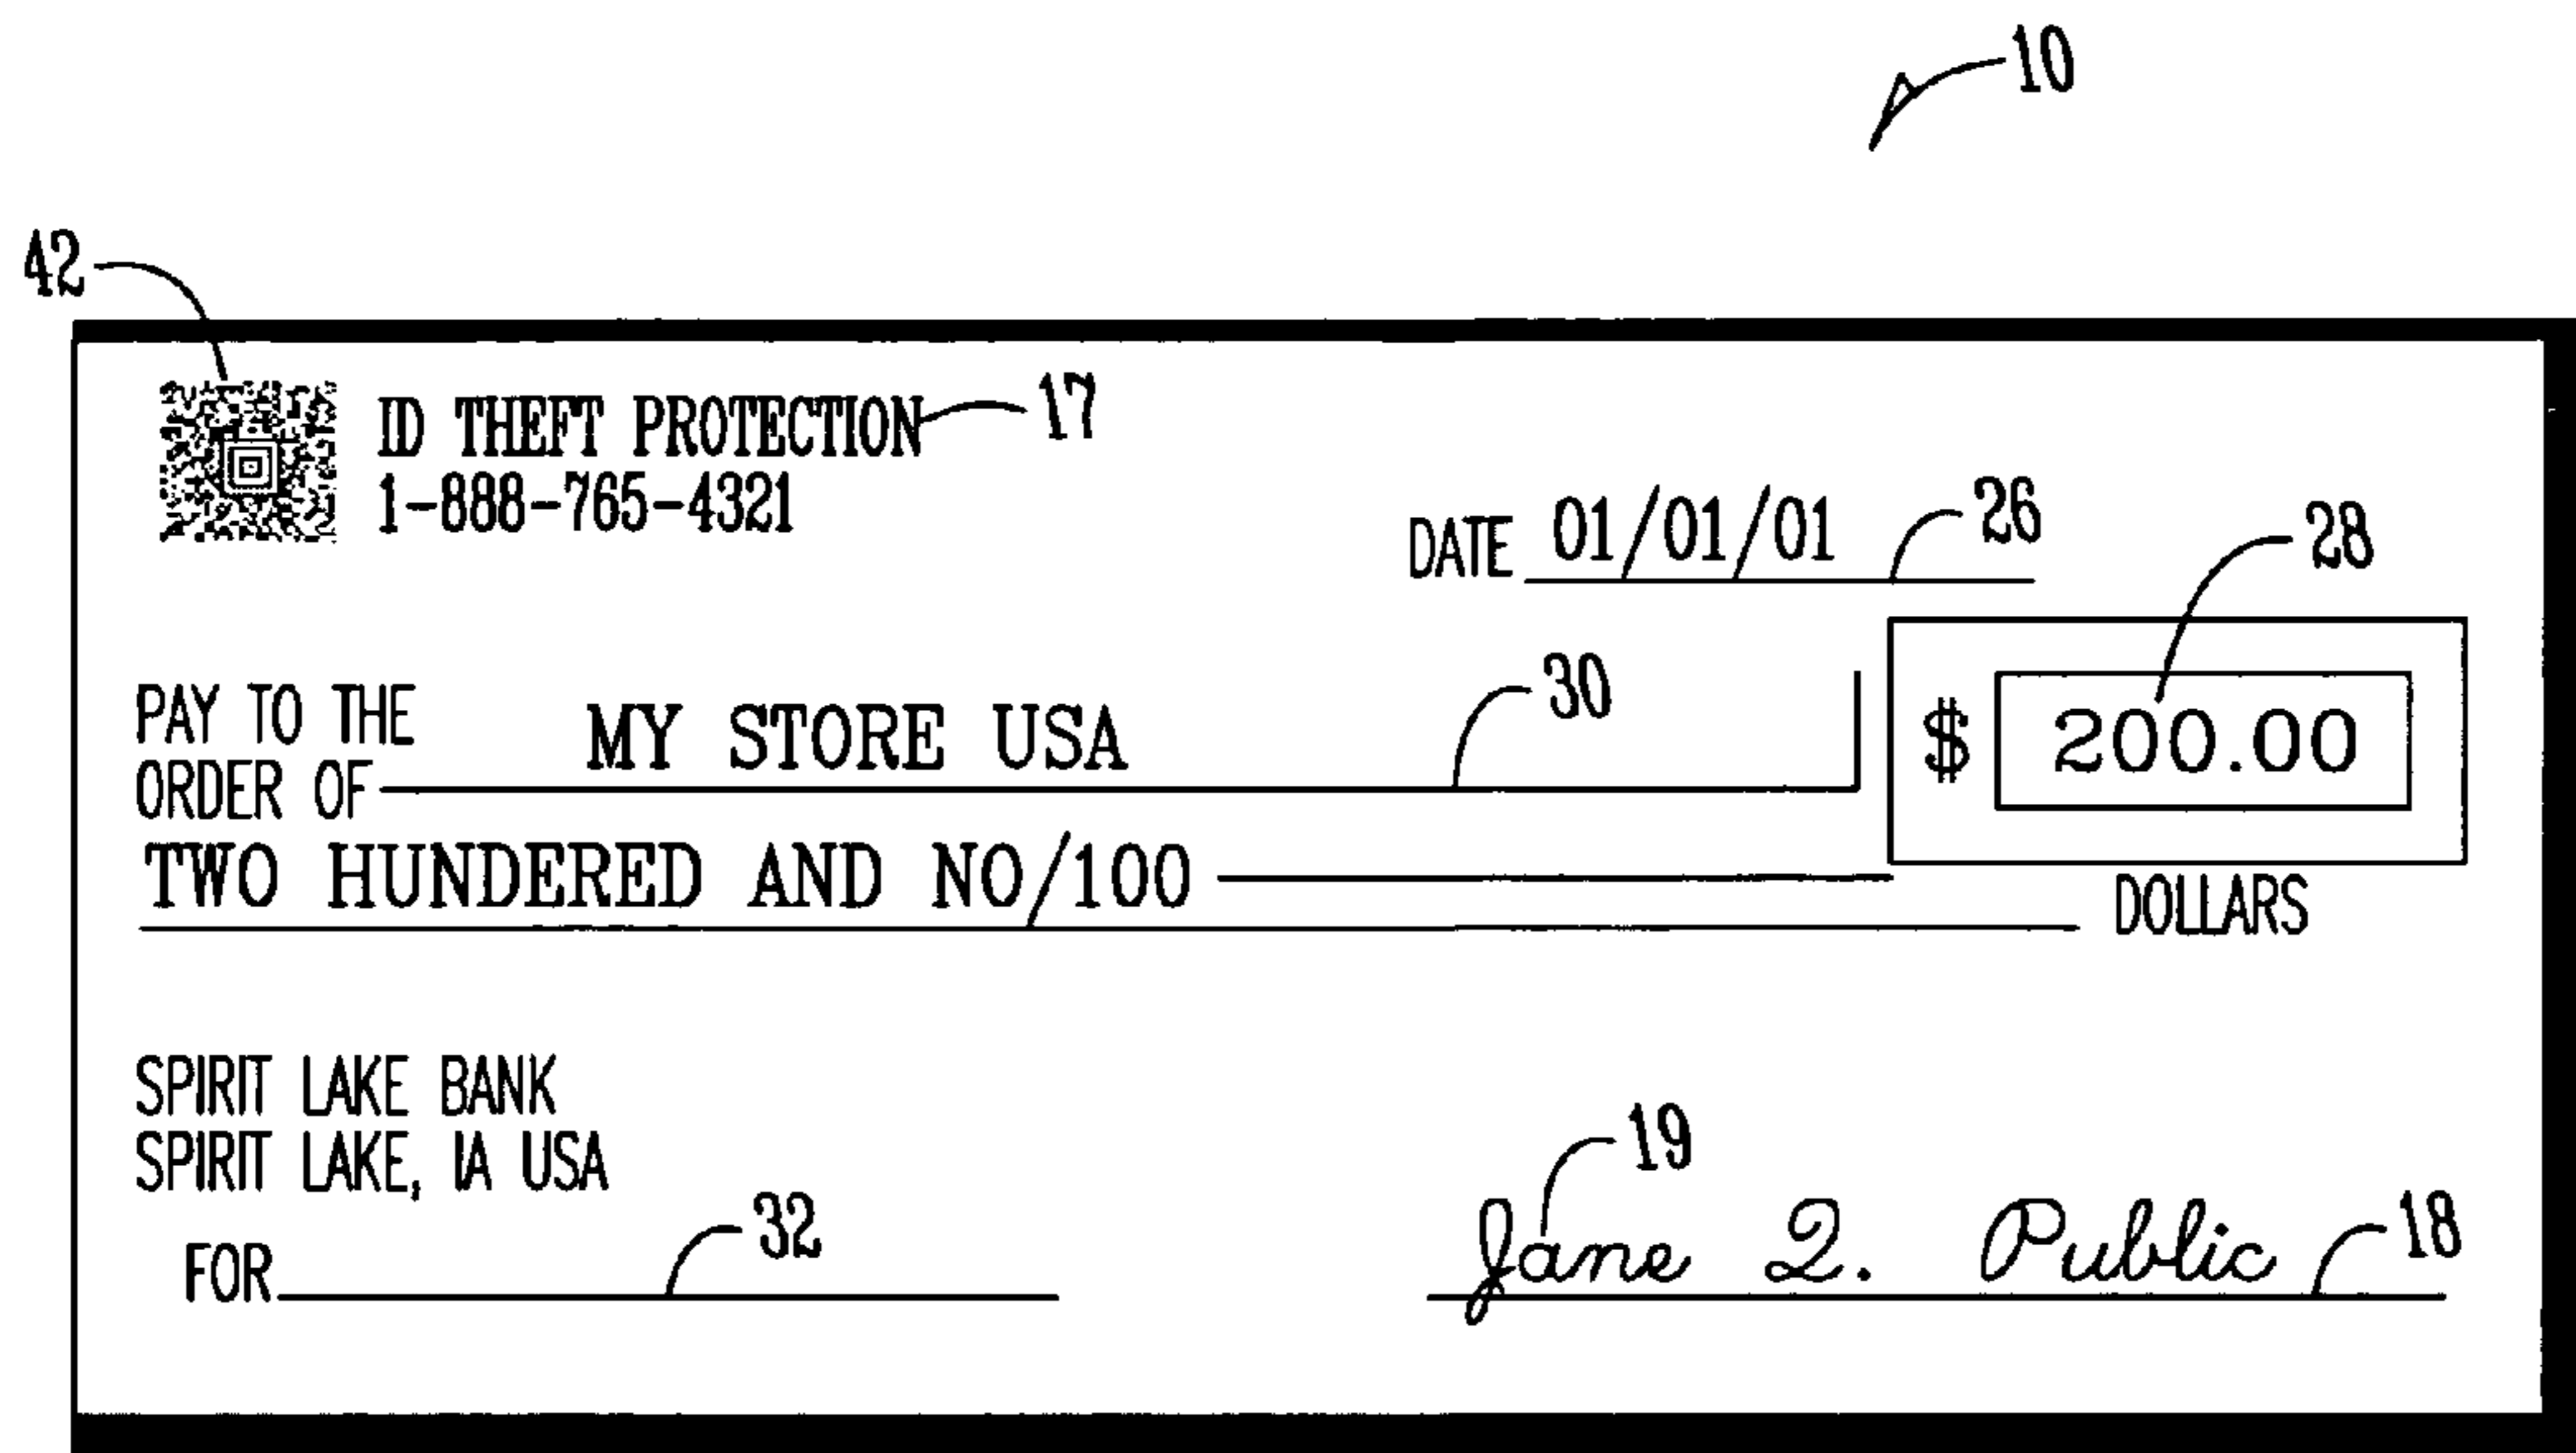 10
42
ID THEFT PROTECTION 17
1-888-765-4321
DATE 01/01/01 26
28
PAY TO THE
ORDER OF MY STORE USA 30
$ 200.00
TWO HUNDERED AND NO/100 DOLLARS
SPIRIT LAKE BANK
SPIRIT LAKE, IA USA
19
FOR 32
Jane Q. Public 18